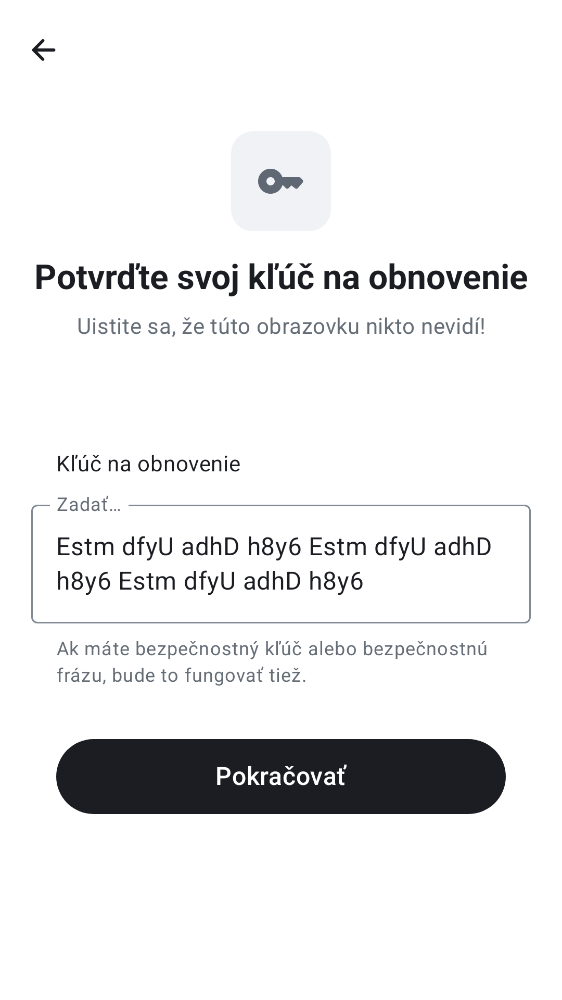 Potvrďte svoj kľúč na obnovenie
Uistite sa, že túto obrazovku nikto nevidí!
Kľúč na obnovenie
Zadať…
Estm dfyU adhD h8y6 Estm dfyU adhD
h8y6 Estm dfyU adhD h8y6
Ak máte bezpečnostný kľúč alebo bezpečnostnú
frázu, bude to fungovať tiež.
Pokračovať